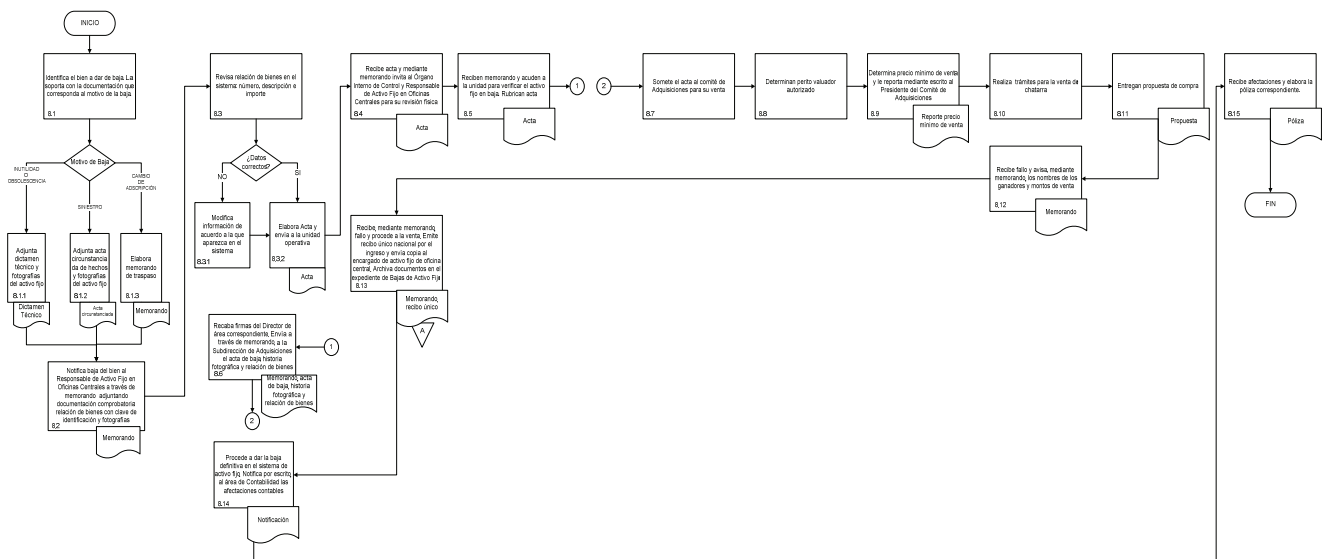 INICIO
Identifica el bien a dar de baja. La
soporta con la documentación que
corresponda al motivo de la baja.
8.1
Motivo de Baja
INUTILIDAD
O
OBSOLESCENCIA
SINIESTRO
CAMBIO
DE
ADSCRIPCIÓN
Adjunta
dictamen
técnico y
fotografías
del activo fijo
8.1.1
Dictamen
Técnico
Adjunta acta
circunstancia
da de hechos
y fotografías
del activo fijo
8.1.2
Acta
circunstanciada
Elabora
memorando
de traspaso
8.1.3
Memorando
Notifica baja del bien al
Responsable de Activo Fijo en
Oficinas Centrales a través de
memorando adjuntando
documentación comprobatoria
relación de bienes con clave de
identificación y fotografías
8.2
Memorando
Revisa relación de bienes en el
sistema: número, descripción e
importe
8.3
¿Datos
correctos?
NO
SI
Modifica
información de
acuerdo a la que
aparezca en el
sistema
8.3.1
Elabora Acta y
envía a la unidad
operativa
8.3.2
Acta
Recibe acta y mediante
memorando invita al Órgano
Interno de Control y Responsable
de Activo Fijo en Oficinas
Centrales para su revisión física
8.4
Acta
Reciben memorando y acuden a
la unidad para verificar el activo
fijo en baja. Rubrican acta
8.5
Acta
1
Recaba firmas del Director de
área correspondiente, Envía a
través de memorando, a la
Subdirección de Adquisiciones
el acta de baja historia
fotográfica y relación de bienes
8.6
1
Memorando, acta
de baja, historia
fotográfica y
relación de bienes
2
2
Somete el acta al comité de
Adquisiciones para su venta
8.7
Determinan perito valuador
autorizado
8.8
Determina precio mínimo de venta
y le reporta mediante escrito al
Presidente del Comité de
Adquisiciones
8.9
Reporte precio
mínimo de venta
Realiza trámites para la venta de
chatarra
8.10
Entregan propuesta de compra
8.11
Propuesta
Recibe fallo y avisa, mediante
memorando, los nombres de los
ganadores y montos de venta
8.12
Memorando
Recibe, mediante memorando,
fallo y procede a la venta, Emite
recibo único nacional por el
ingreso y envía copia al
encargado de activo fijo de oficina
central, Archiva documentos en el
expediente de Bajas de Activo Fijo
8.13
Memorando,
recibo único
A
Procede a dar la baja
definitiva en el sistema de
activo fijo, Notifica por escrito,
al área de Contabilidad las
afectaciones contables
8.14
Notificación
Recibe afectaciones y elabora la
póliza correspondiente.
8.15
Póliza
FIN